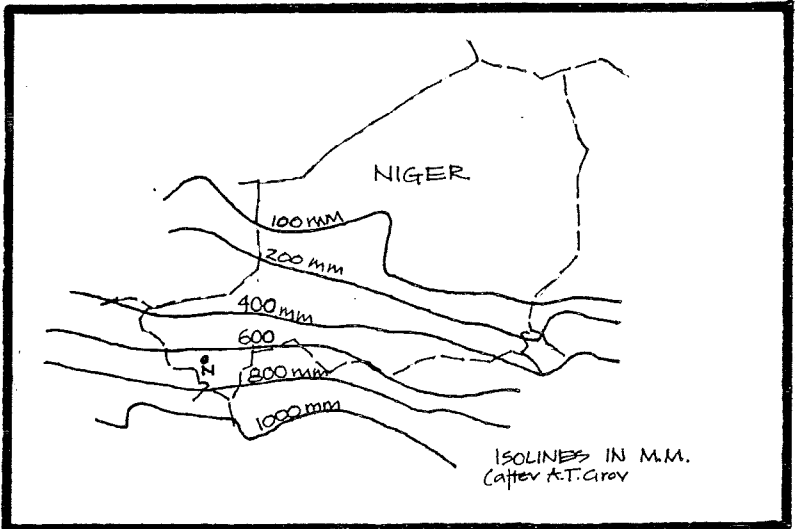 NIGER
100 mm
200 mm
400 mm
600
N
800 mm
1000 mm
ISOLINES IN M.M.
(after A.T. Grov